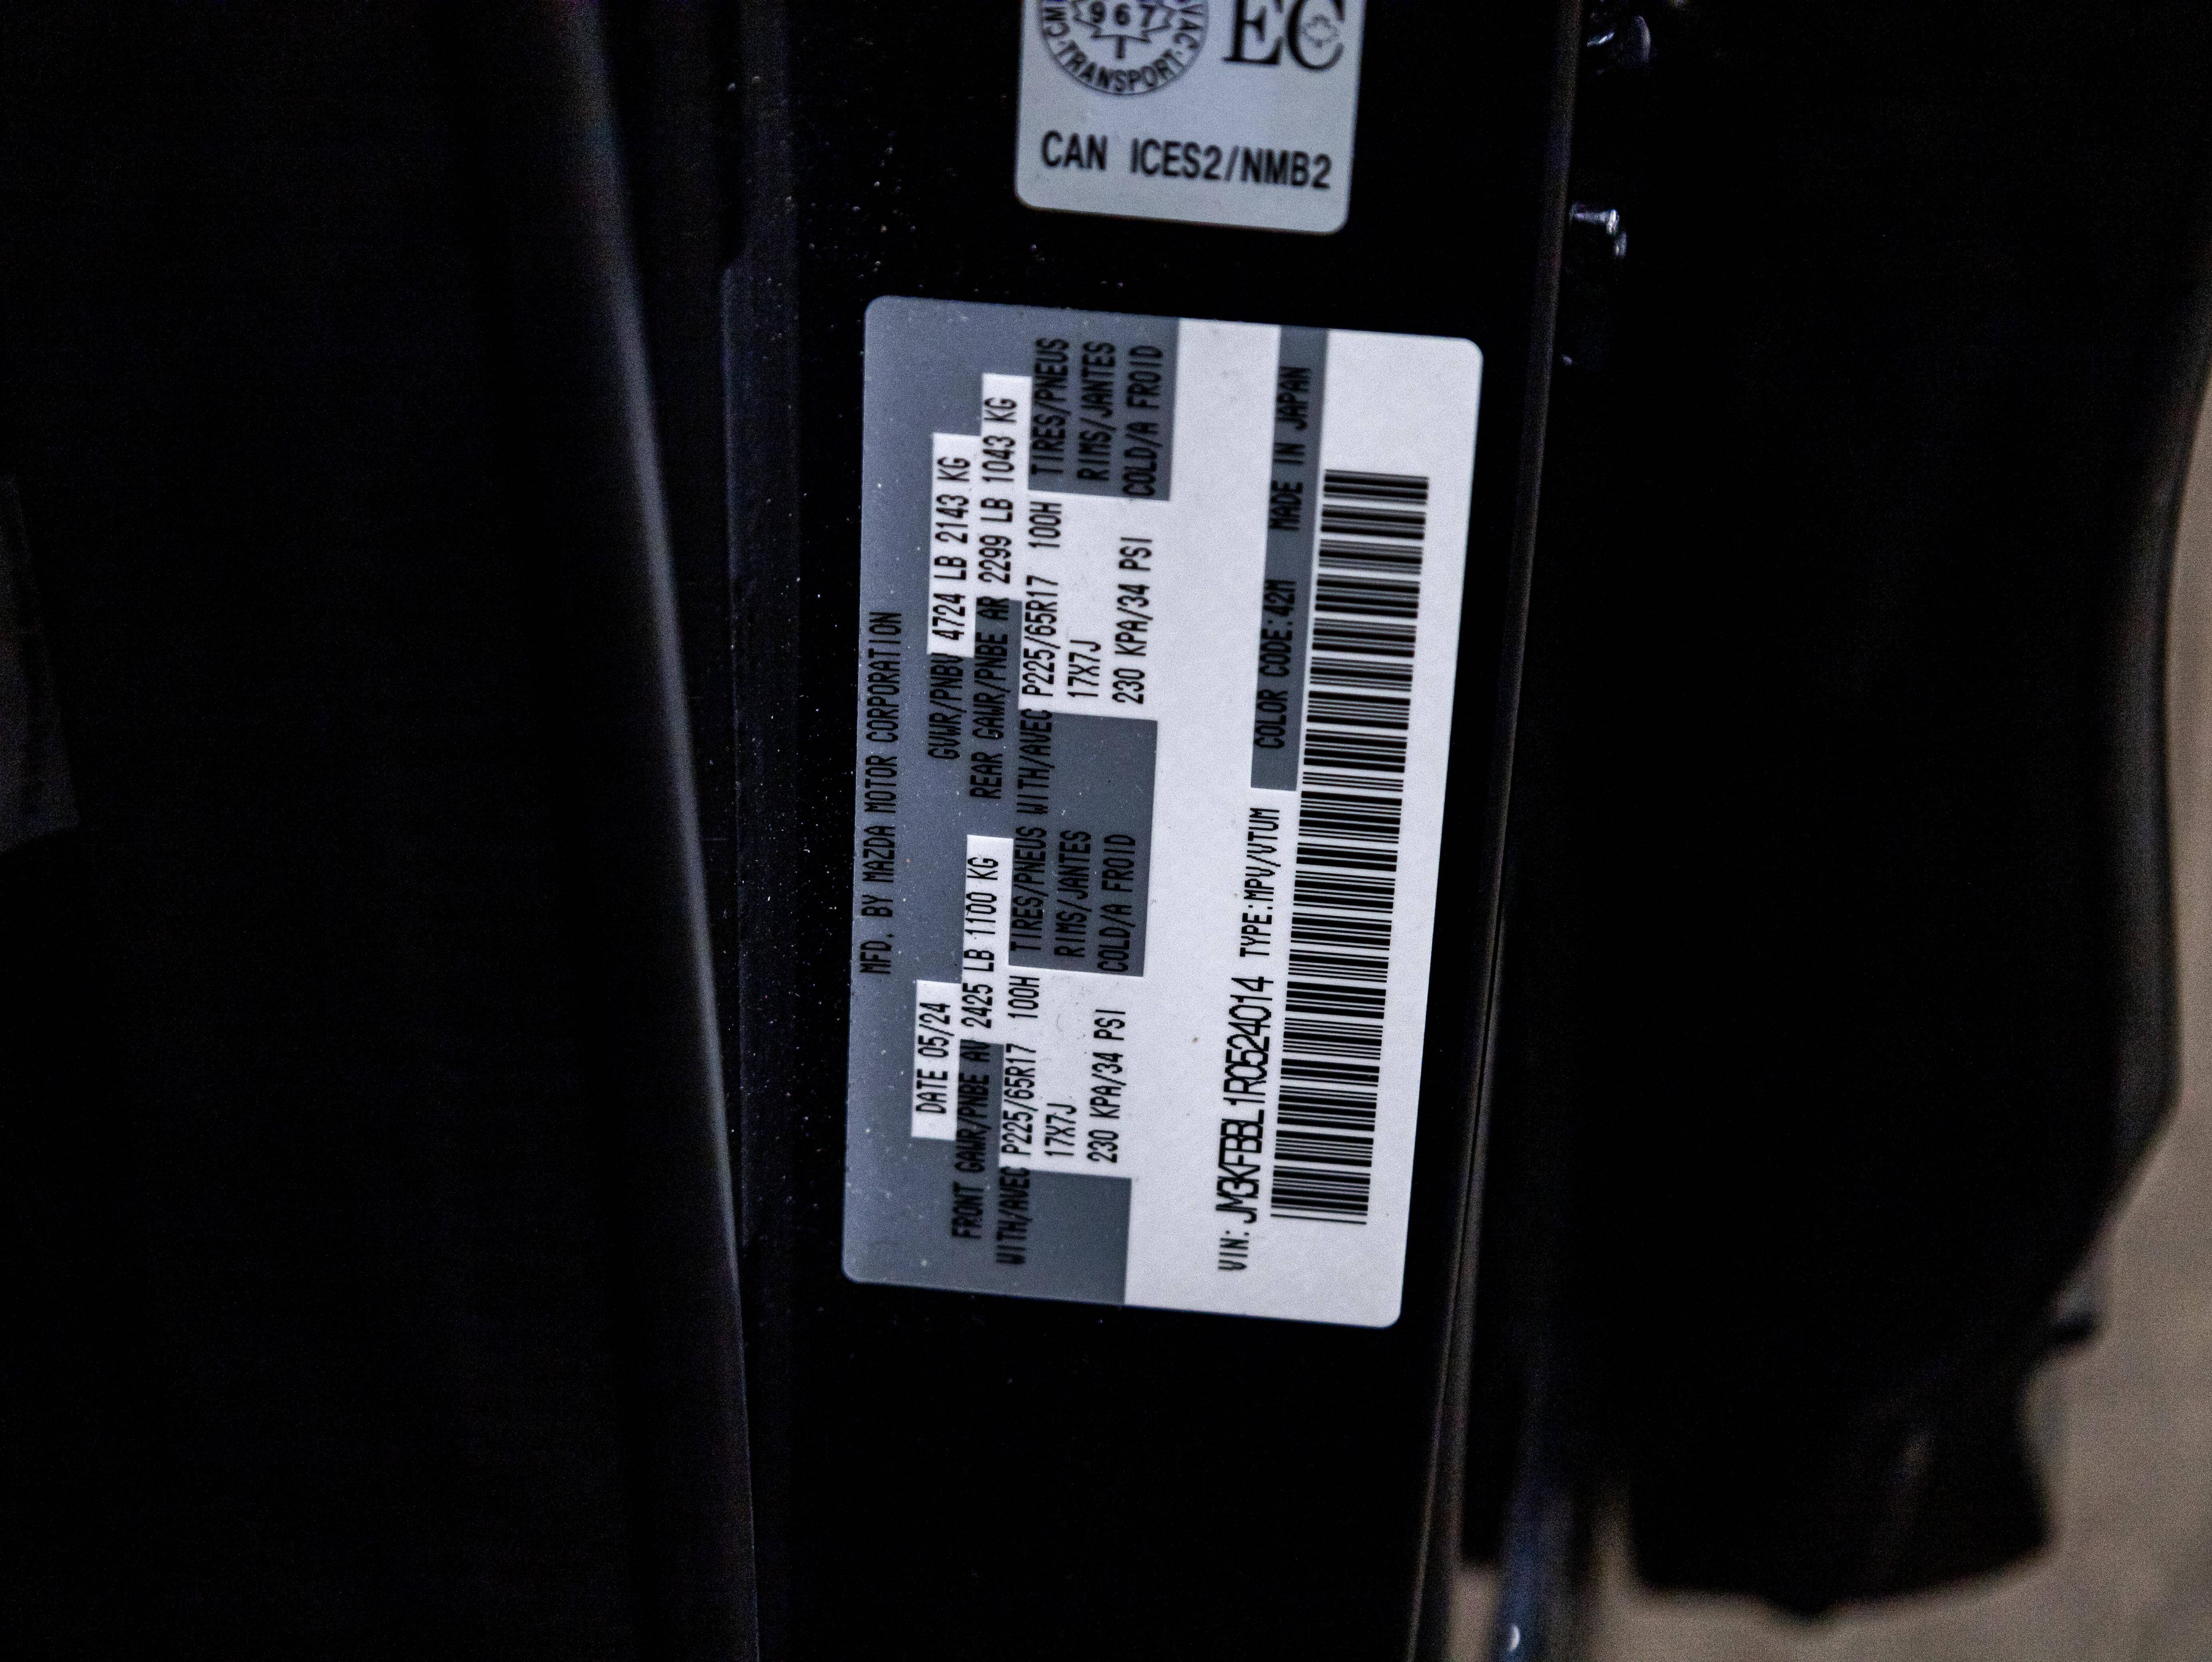 967
CMVSS
TRANSPORT
EC
CAN ICES2/NMB2
MFD. BY MAZDA MOTOR CORPORATION
DATE 05/24 GVWR/PNBV 4724 LB 2143 KG
FRONT GAWR/PNBE AV 2425 LB 1100 KG REAR GAWR/PNBE AR 2299 LB 1043 KG
WITH/AVEC P225/65R17 100H TIRES/PNEUS WITH/AVEC P225/65R17 100H TIRES/PNEUS
17X7J RIMS/JANTES 17X7J RIMS/JANTES
230 KPA/34 PSI COLD/A FROID 230 KPA/34 PSI COLD/A FROID
VIN: JM3KFBBL1R0524014 TYPE:MPV/VTUM COLOR CODE:42M MADE IN JAPAN